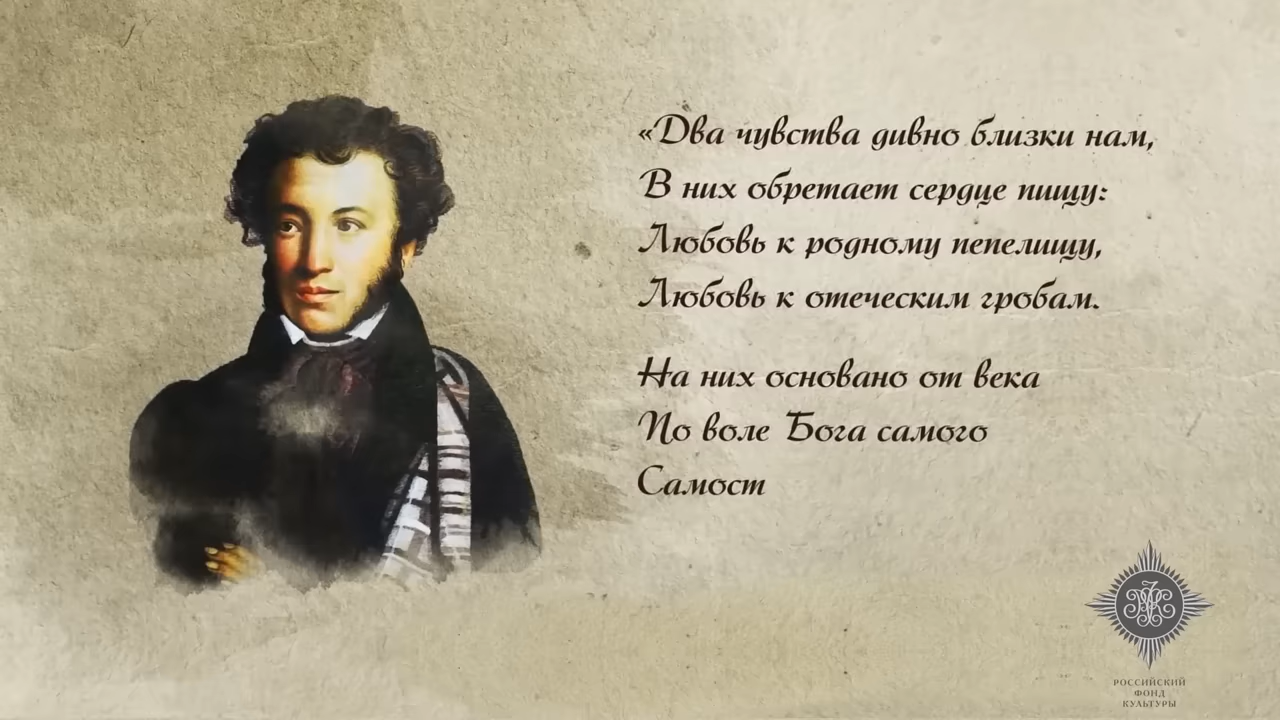 «Два чувства дивно близки нам,
В них обретает сердце пищу:
Любовь к родному пепелищу,
Любовь к отеческим гробам.
На них основано от века
По воле Бога самого
Самост
РОССИЙСКИЙ
ФОНД
КУЛЬТУРЫ